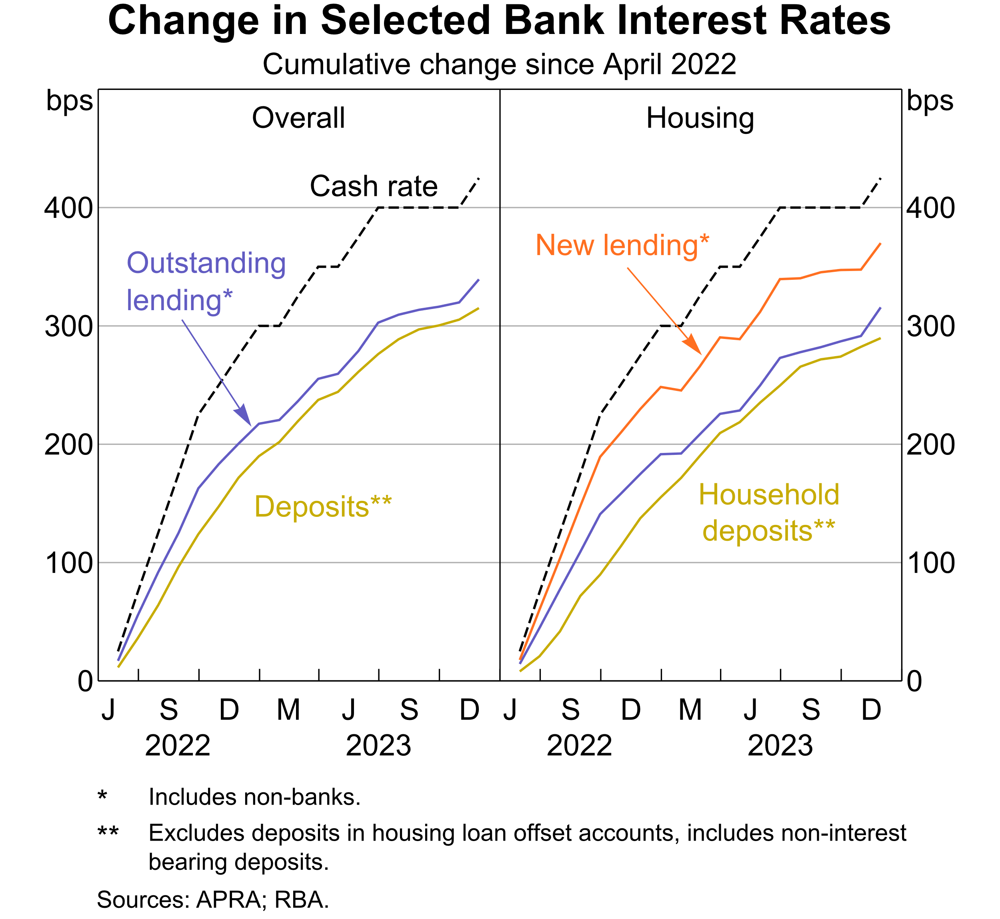 Change in Selected Bank Interest Rates
Cumulative change since April 2022
bps bps
Overall Housing
Cash rate
400 400
New lending*
Outstanding
lending*
300 300
200 200
Deposits**
Household
deposits**
100 100
0 0
J S D M J S D J S D M J S D
2022 2023 2022 2023
* Includes non-banks.
** Excludes deposits in housing loan offset accounts, includes non-interest
bearing deposits.
Sources: APRA; RBA.